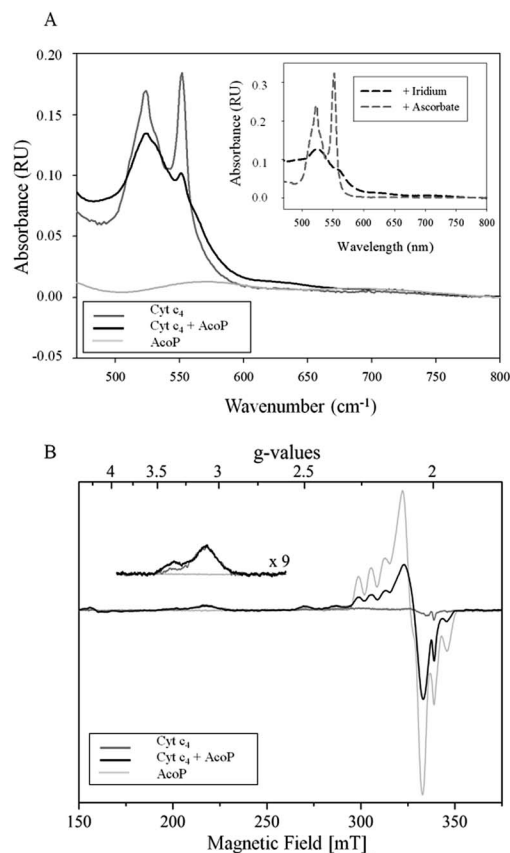 A
Absorbance (RU)
0.20
0.15
0.10
0.05
0.00
-0.05
500 550 600 650 700 750 800
Wavenumber (cm-1)
Cyt c4
Cyt c4 + AcoP
AcoP
Absorbance (RU)
0.3
0.2
0.1
0.0
500 550 600 650 700 750 800
Wavelength (nm)
+ Iridium
+ Ascorbate
B
g-values
4 3.5 3 2.5 2
x 9
Cyt c4
Cyt c4 + AcoP
AcoP
150 200 250 300 350
Magnetic Field [mT]